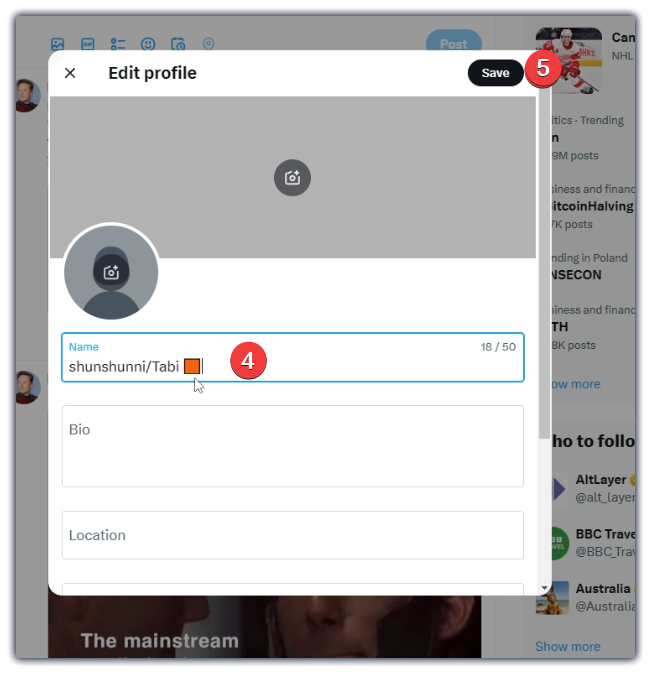 Post
Edit profile
Save
5
Name
18 / 50
shunshunni/Tabi 🟧
4
Bio
Location
The mainstream
NHL
itics · Trending
9M posts
siness and financ
itcoinHalving
7K posts
nding in Poland
NSECON
siness and financ
TH
8K posts
ow more
ho to follo
AltLayer
@alt_layer
BBC Trave
@BBC_Trav
Australia
@Australia
Show more